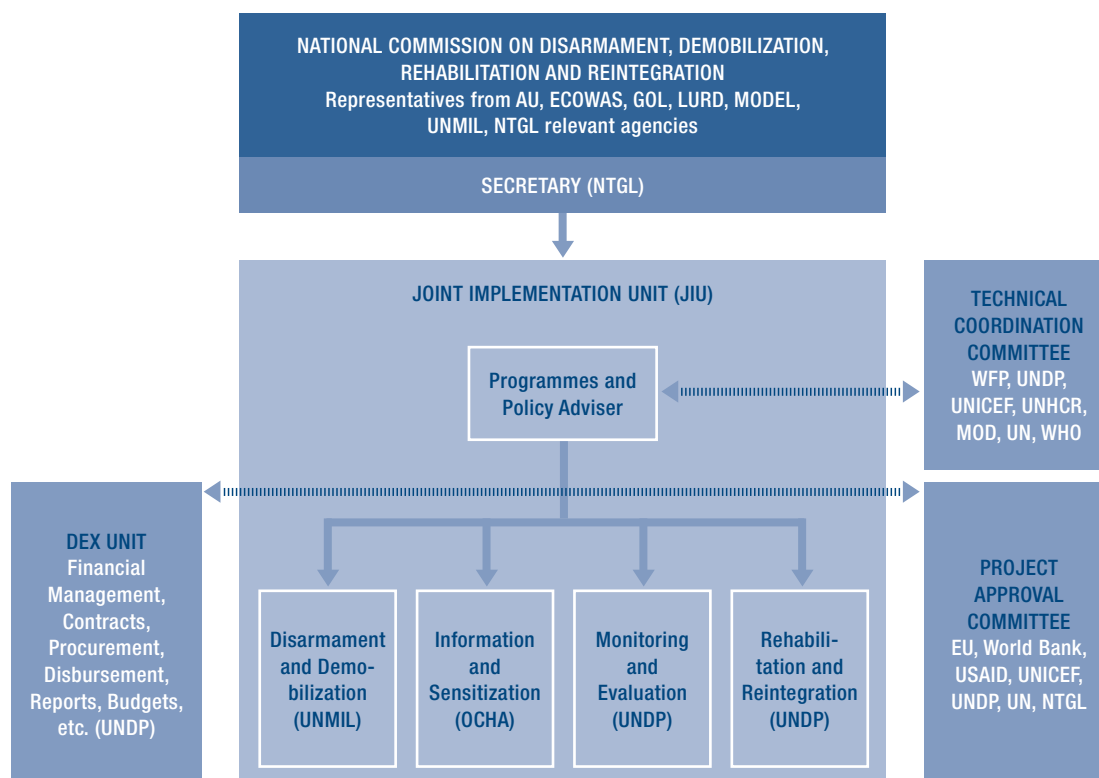 NATIONAL COMMISSION ON DISARMAMENT, DEMOBILIZATION,
REHABILITATION AND REINTEGRATION
Representatives from AU, ECOWAS, GOL, LURD, MODEL,
UNMIL, NTGL relevant agencies
SECRETARY (NTGL)
JOINT IMPLEMENTATION UNIT (JIU)
Programmes and
Policy Adviser
TECHNICAL
COORDINATION
COMMITTEE
WFP, UNDP,
UNICEF, UNHCR,
MOD, UN, WHO
DEX UNIT
Financial
Management,
Contracts,
Procurement,
Disbursement,
Reports, Budgets,
etc. (UNDP)
Disarmament
and Demo-
bilization
(UNMIL)
Information
and
Sensitization
(OCHA)
Monitoring
and
Evaluation
(UNDP)
Rehabili-
tation and
Reintegration
(UNDP)
PROJECT
APPROVAL
COMMITTEE
EU, World Bank,
USAID, UNICEF,
UNDP, UN, NTGL